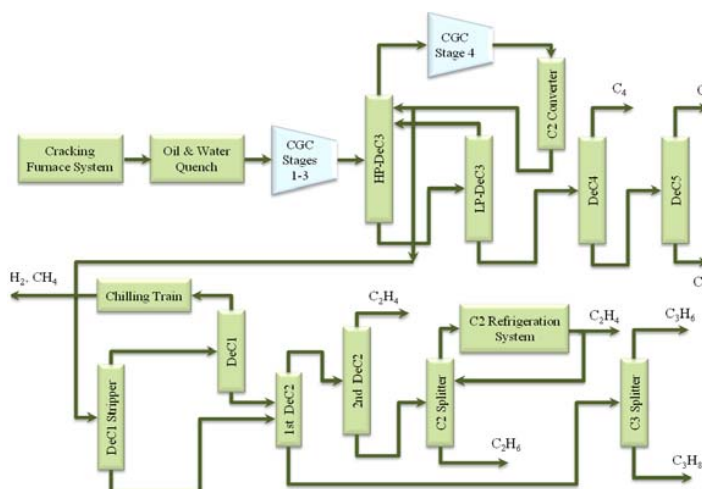 CGC
Stage 4
C2 Converter
C₄
C
Cracking
Furnace System
Oil & Water
Quench
CGC
Stages
1-3
HP-DeC3
LP-DeC3
DeC4
DeC5
C
H₂. CH₄
Chilling Train
DeC1
DeC1 Stripper
1st DeC2
2nd DeC2
C₂H₄
C2 Splitter
C2 Refrigeration
System
C₂H₄
C₂H₆
C3 Splitter
C₃H₆
C₃H₈